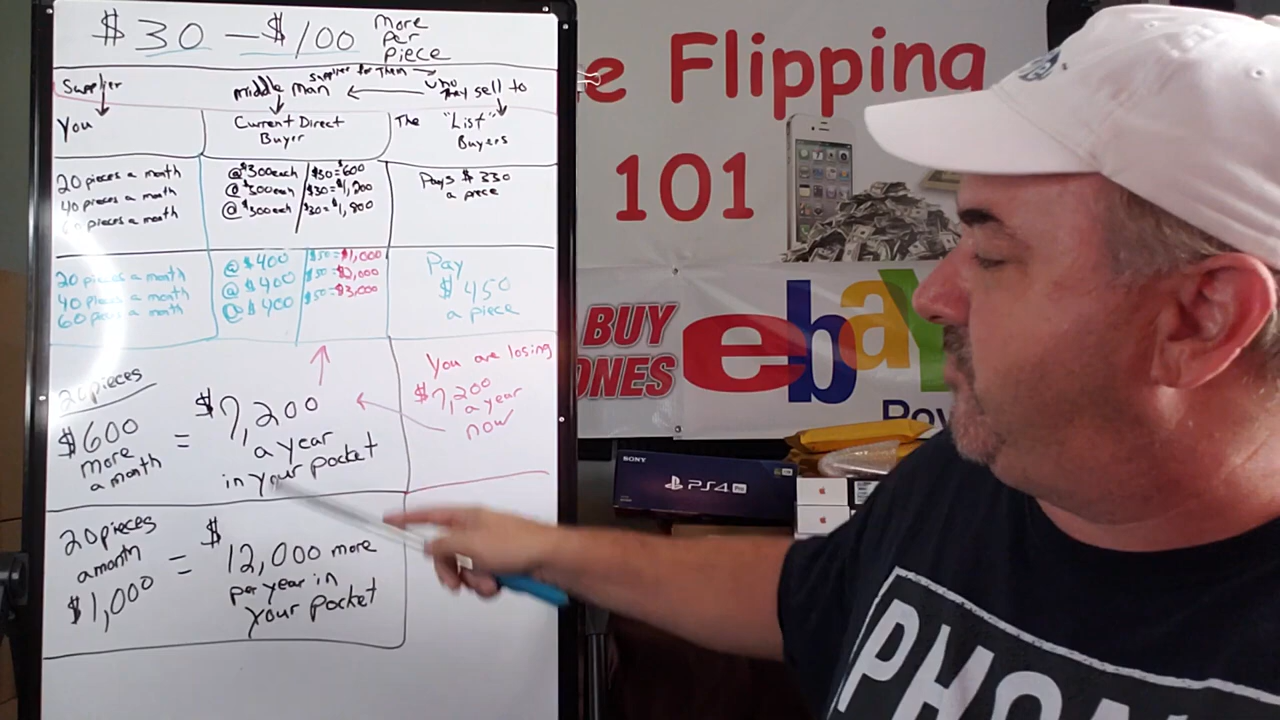 $30 - $100 more per piece
Supplier
middle man
supplier for them
who
they sell to
You
Current Direct
Buyer
The "List"
Buyers
20 pieces a month
40 pieces a month
60 pieces a month
@ $300 each / $30 = $600
@ $300 each / $30 = $1,200
@ $300 each / $30 = $1,800
Pays $330
a piece
20 pieces a month
40 pieces a month
60 pieces a month
@ $400 $50 = $1,000
@ $400 $50 = $2,000
@ $400 $50 = $3,000
Pay
$450
a piece
20 pieces
$600
more
a month
=
$7,200
a year
in your pocket
You are losing
$7,200
a year
now
20 pieces
a month
$1,000
=
$
12,000 more
per year in
your pocket
e Flipping
101
BUY
ONES
ebay
Pow
SONY
PS4 Pro
PHON